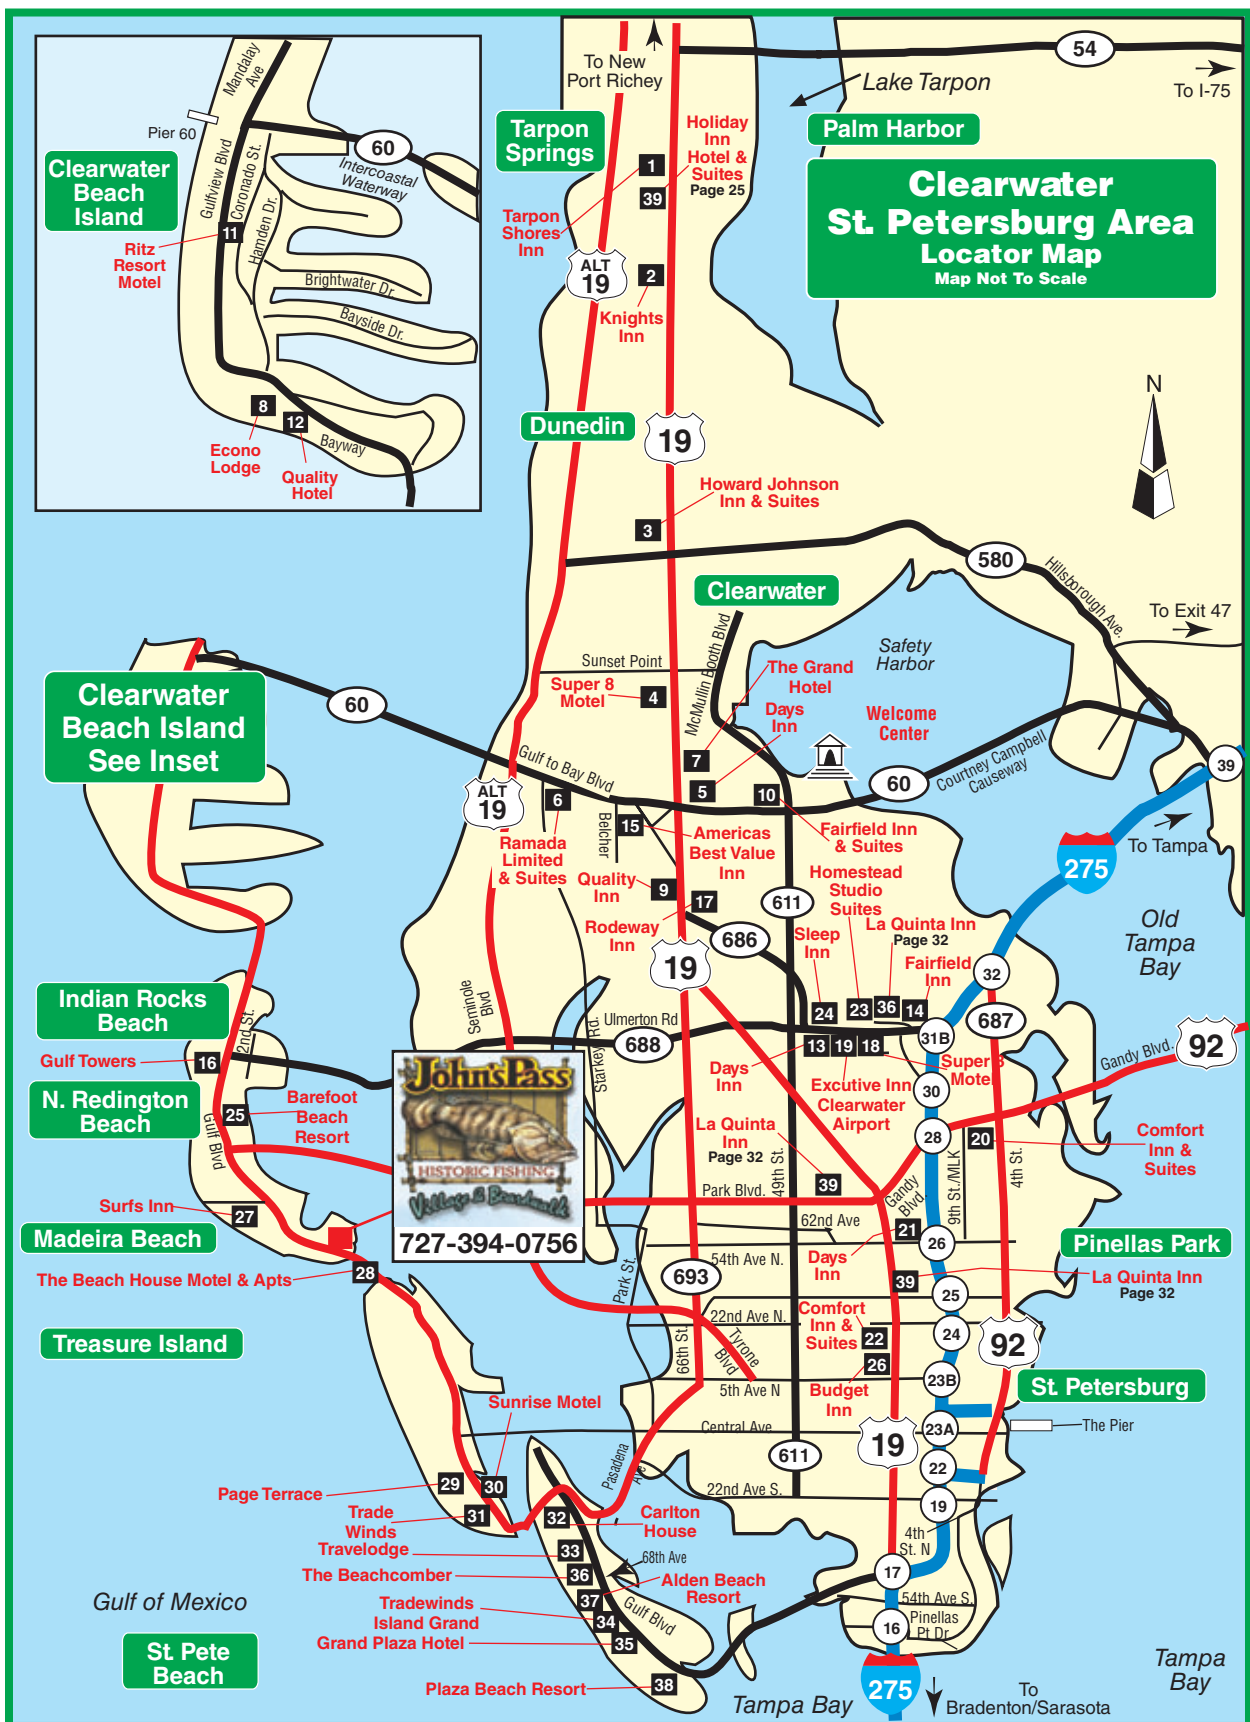 Mandalay
Ave
Pier 60
Clearwater
Beach
Island
Ritz
Resort
Motel
11
Gulfview Blvd
Coronado St.
Hamden Dr.
60
Intercoastal
Waterway
Brightwater Dr.
Bayside Dr.
8
12
Bayway
Econo
Lodge
Quality
Hotel
To New
Port Richey
54
To I-75
Lake Tarpon
Palm Harbor
Clearwater
St. Petersburg Area
Locator Map
Map Not To Scale
Tarpon
Springs
Holiday
Inn
Hotel &
Suites
Page 25
1
39
Tarpon
Shores
Inn
ALT
19
2
Knights
Inn
N
Dunedin
19
Howard Johnson
Inn & Suites
3
580
Hillsborough Ave.
Clearwater
To Exit 47
Safety
Harbor
Sunset Point
McMullin Booth Blvd
The Grand
Hotel
Super 8
Motel
4
Days
Inn
Welcome
Center
Clearwater
Beach Island
See Inset
60
Gulf to Bay Blvd
7
5
10
60
Courtney Campbell
Causeway
39
ALT
19
6
Belcher
15
Ramada
Limited
& Suites
Americas
Best Value
Inn
Fairfield Inn
& Suites
To Tampa
275
Quality
Inn
9
17
Rodeway
Inn
611
Homestead
Studio
Suites
La Quinta Inn
Page 32
Sleep
Inn
Fairfield
Inn
Old
Tampa
Bay
686
19
32
Indian Rocks
Beach
2nd St.
Seminole
Blvd
Starkey Rd.
Ulmerton Rd
688
24
23
36
14
31B
687
Gandy Blvd.
92
Gulf Towers
16
13
19
18
Super 8
Motel
Days
Inn
Excutive Inn
Clearwater
Airport
30
N. Redington
Beach
25
Barefoot
Beach
Resort
Gulf Blvd
John's Pass
HISTORIC FISHING
Village & Boardwalk
727-394-0756
La Quinta
Inn
Page 32
49th St.
28
20
Comfort
Inn &
Suites
9th St./MLK
4th St.
39
Park Blvd.
Gandy
Blvd.
Surfs Inn
27
Madeira Beach
62nd Ave
21
26
Pinellas Park
54th Ave N.
Days
Inn
The Beach House Motel & Apts
28
Park St.
693
39
La Quinta Inn
Page 32
25
22nd Ave N.
Comfort
Inn &
Suites
22
24
92
Treasure Island
66th St.
Tyrone
Blvd
26
5th Ave N
Budget
Inn
23B
St. Petersburg
Sunrise Motel
Central Ave
23A
The Pier
19
611
22
Pasadena
Ave
29
30
Page Terrace
31
22nd Ave S.
19
Trade
Winds
32
Carlton
House
4th
St. N
Travelodge
33
68th Ave
The Beachcomber
36
17
Alden Beach
Resort
37
54th Ave S.
Tradewinds
Island Grand
34
Gulf Blvd
16
Pinellas
Pt Dr
Gulf of Mexico
Grand Plaza Hotel
35
St. Pete
Beach
Plaza Beach Resort
38
275
Tampa Bay
To
Bradenton/Sarasota
Tampa
Bay